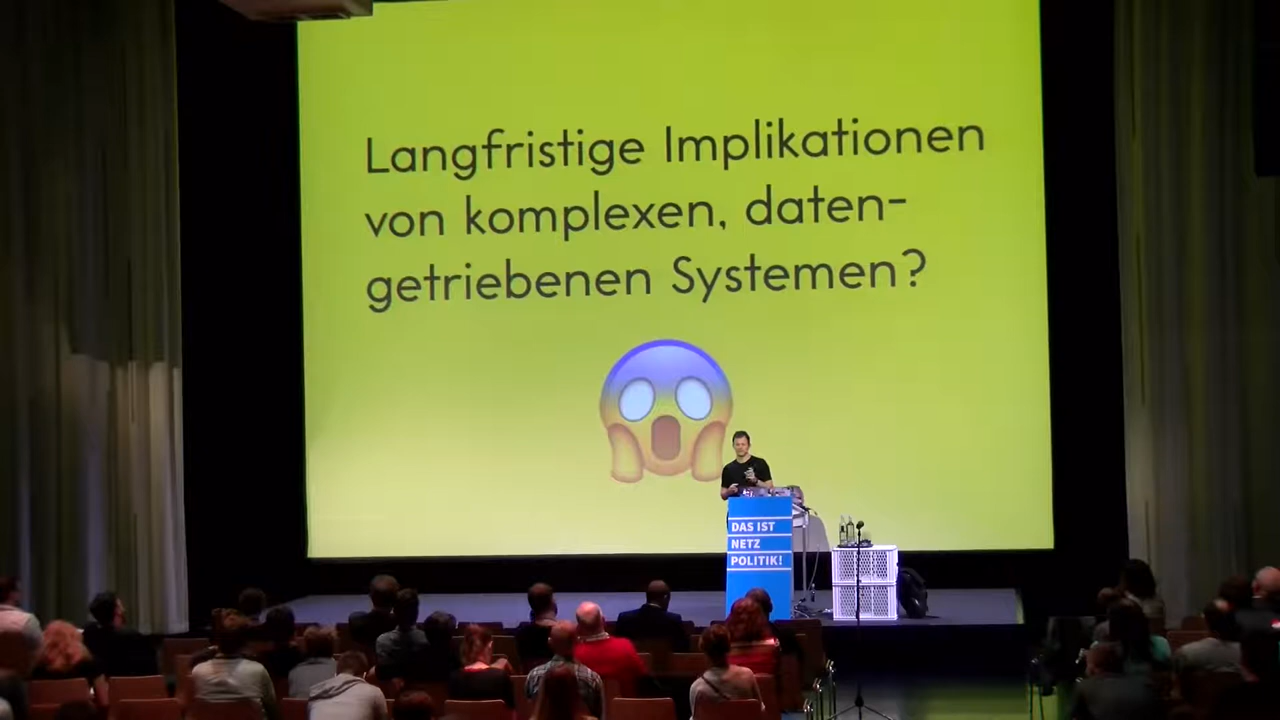 Langfristige Implikationen
von komplexen, daten-
getriebenen Systemen?
DAS IST
NETZ
POLITIK!